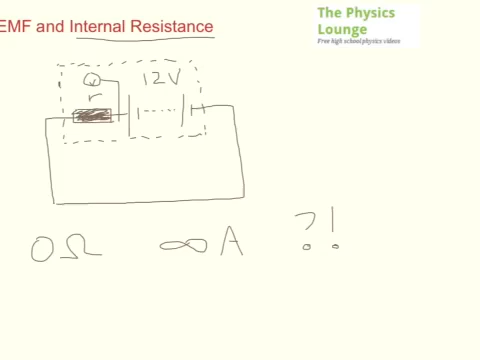 EMF and Internal Resistance
The Physics
Lounge
Free high school physics videos
V
12V
r
0Ω ∞ A ?!